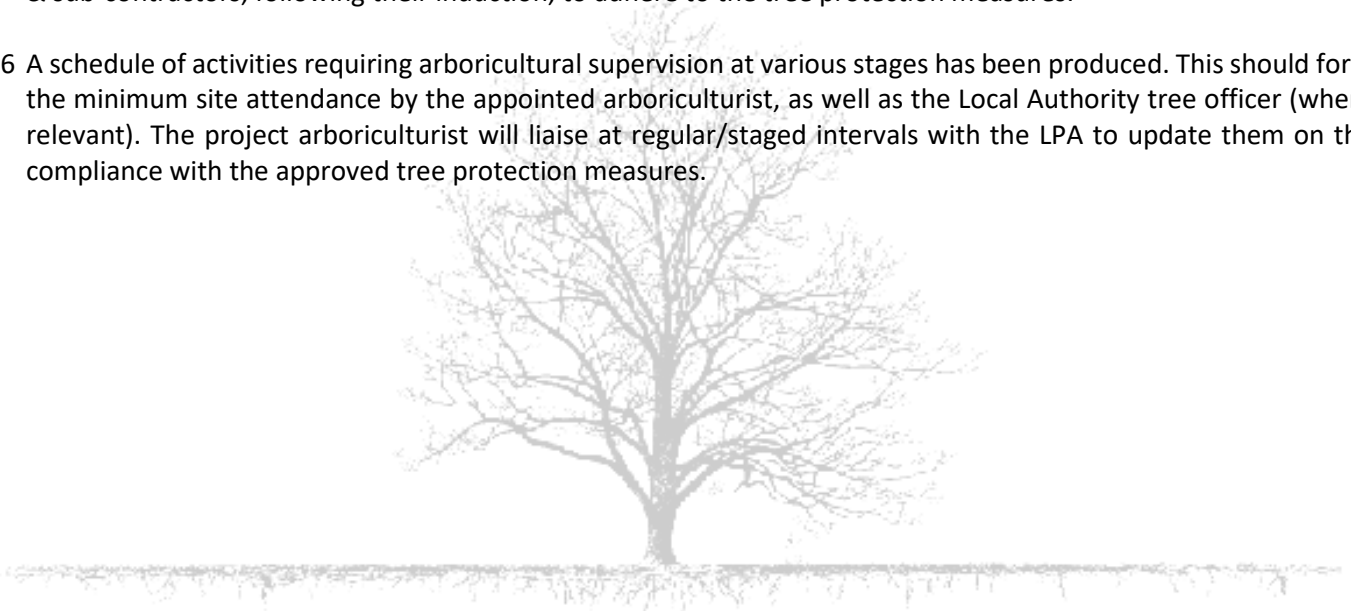 & sub-contractors, following their induction, to adhere to the tree protection measures.
6 A schedule of activities requiring arboricultural supervision at various stages has been produced. This should for
the minimum site attendance by the appointed arboriculturist, as well as the Local Authority tree officer (whe
relevant). The project arboriculturist will liaise at regular/staged intervals with the LPA to update them on th
compliance with the approved tree protection measures.